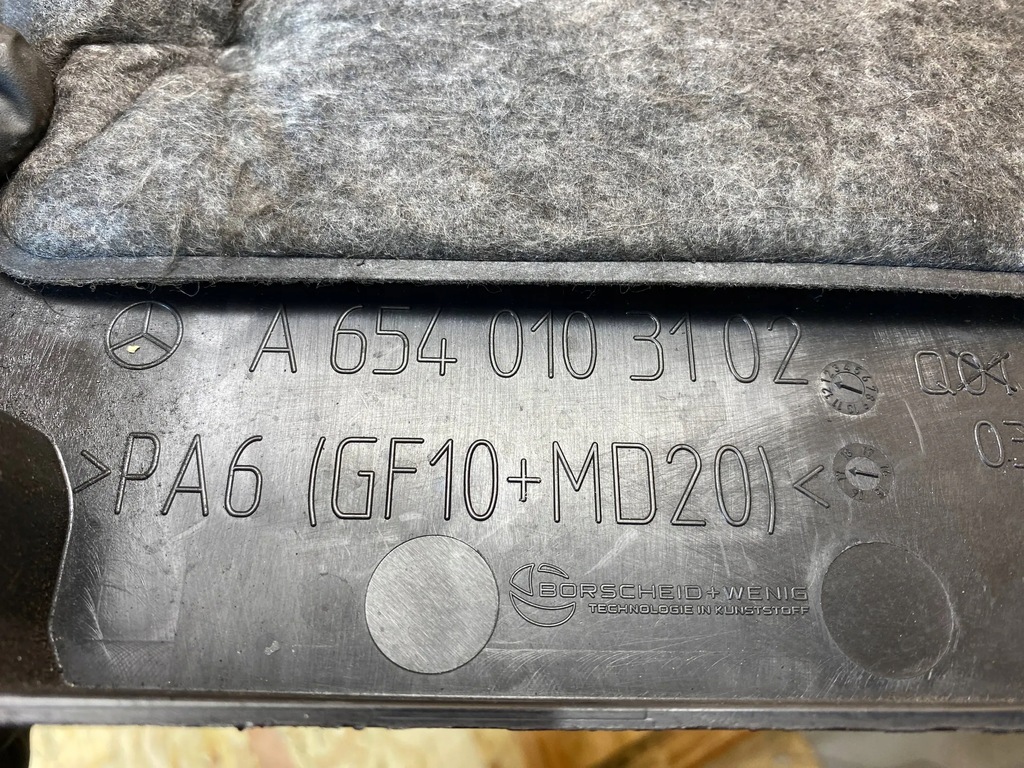 A 654 010 31 02
>PA6 (GF10+MD20)<
BORSCHEID+WENIG
TECHNOLOGIE IN KUNSTSTOFF